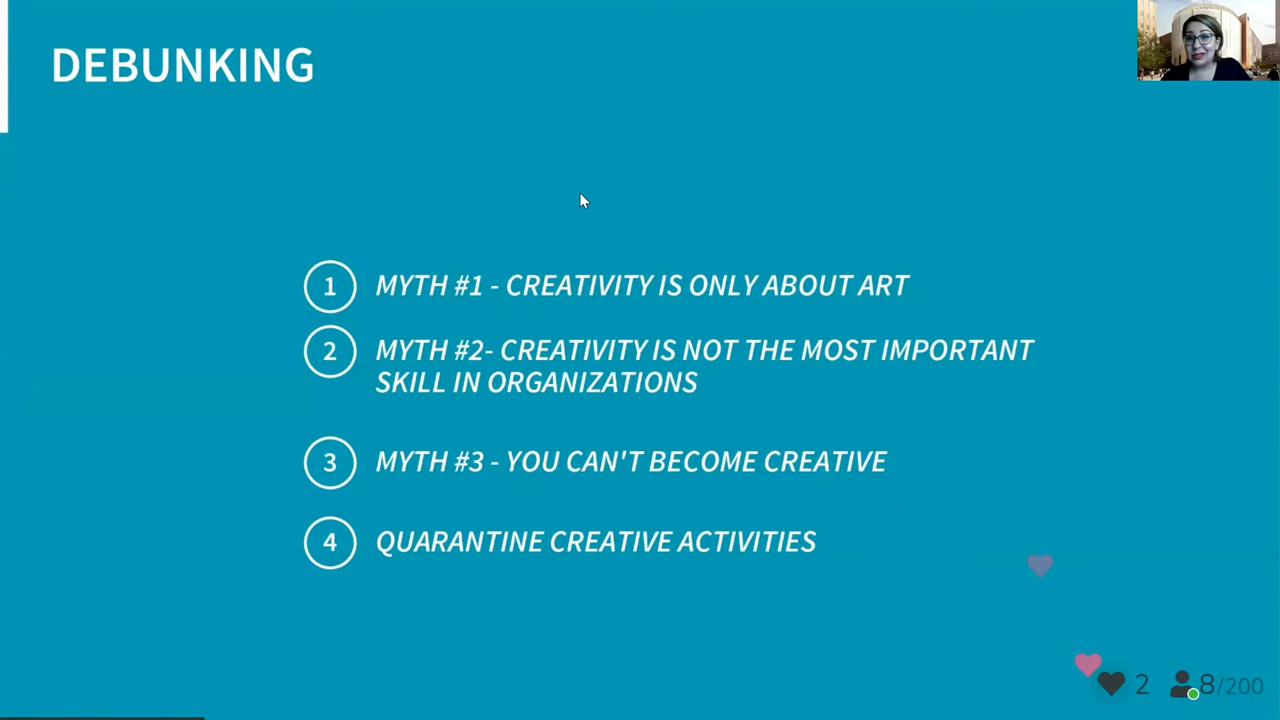 DEBUNKING
1 MYTH #1 - CREATIVITY IS ONLY ABOUT ART
2 MYTH #2- CREATIVITY IS NOT THE MOST IMPORTANT
SKILL IN ORGANIZATIONS
3 MYTH #3 - YOU CAN'T BECOME CREATIVE
4 QUARANTINE CREATIVE ACTIVITIES
2 8/200